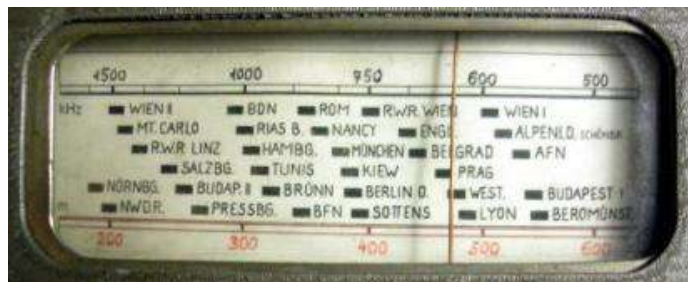 1500 1000 750 600 500
kHz WIEN II BDN ROM R.W.R. WIEN WIEN I
MT. CARLO RIAS B. NANCY ENGL. ALPENLD. SCHÖNBR.
R.W.R LINZ HAMBG. MÜNCHEN BELGRAD AFN
SALZBG. TUNIS KIEW PRAG
NÖRNBG. BUDAP. II BRÜNN BERLIN D. WEST. BUDAPEST I
m NWDR. PRESSBG. BFN SOTTENS LYON BEROMÜNST.
200 300 400 500 600